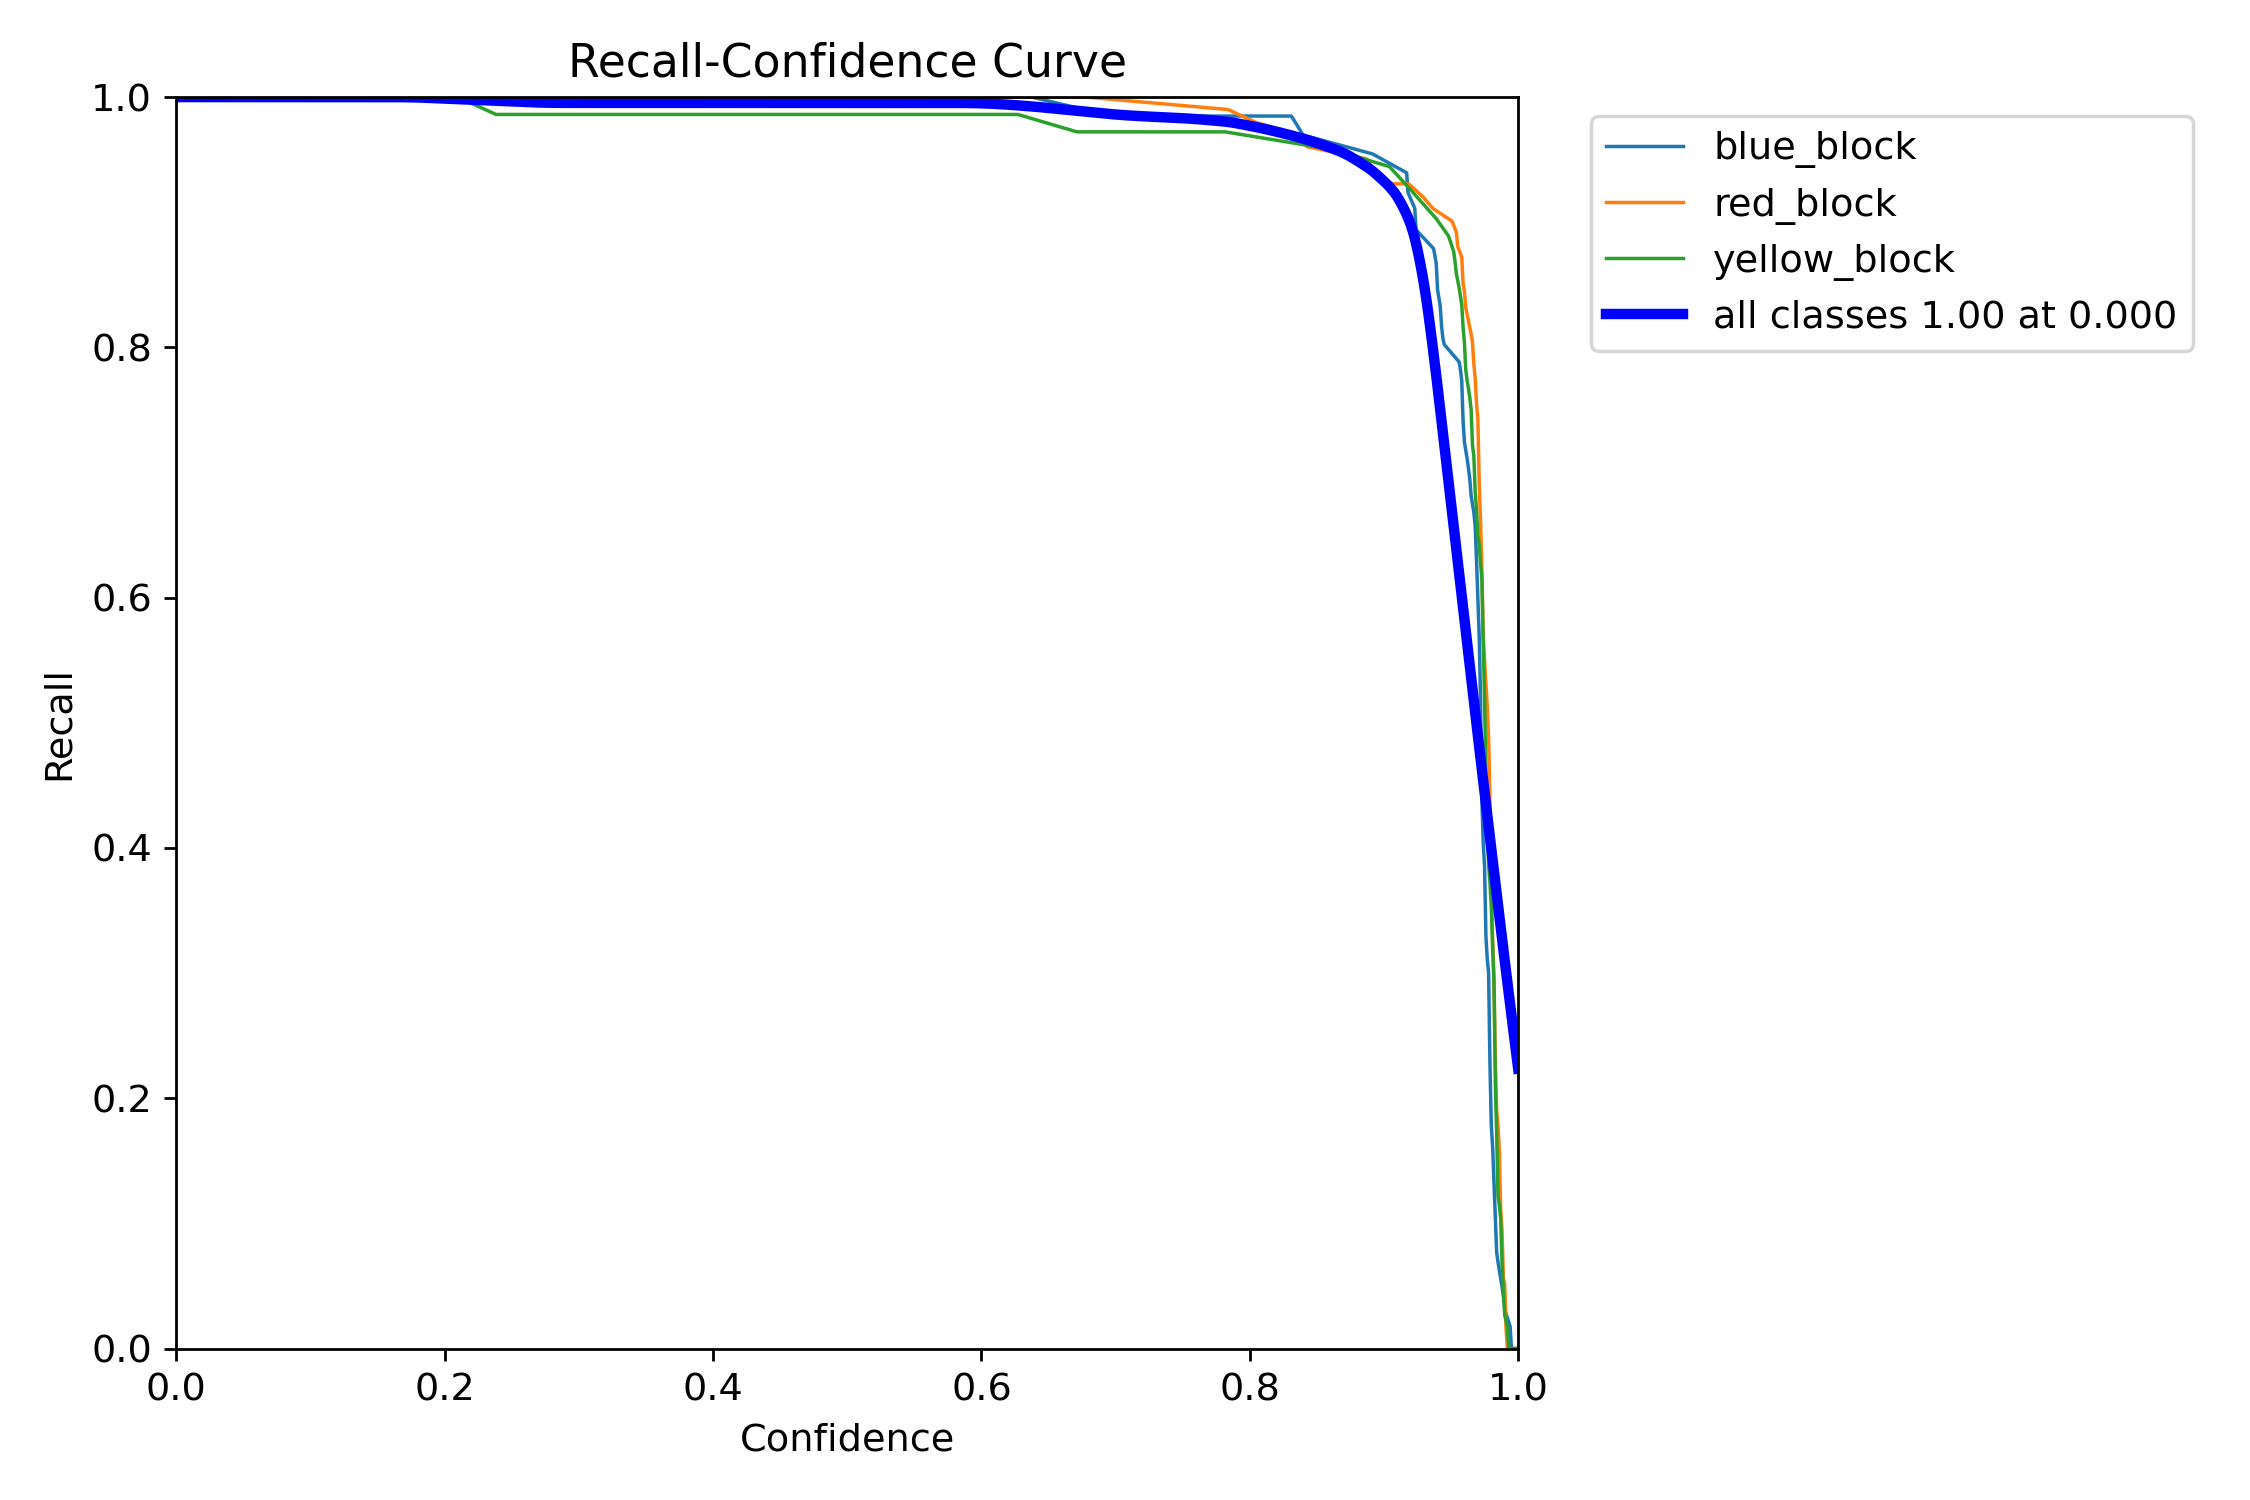 Recall-Confidence Curve
1.0
0.8
0.6
0.4
0.2
0.0
Recall
0.0 0.2 0.4 0.6 0.8 1.0
Confidence
blue_block
red_block
yellow_block
all classes 1.00 at 0.000